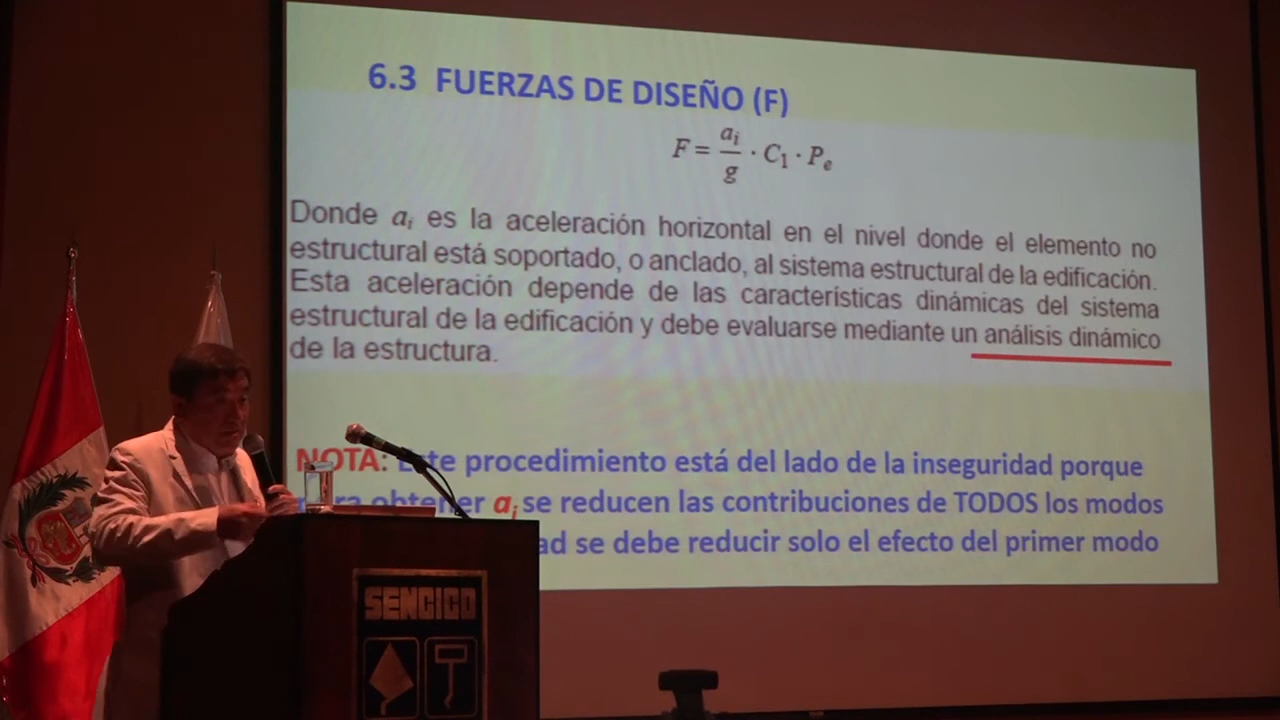 6.3 FUERZAS DE DISEÑO (F)
F = a_i / g · C_1 · P_e
Donde a_i es la aceleración horizontal en el nivel donde el elemento no
estructural está soportado, o anclado, al sistema estructural de la edificación.
Esta aceleración depende de las características dinámicas del sistema
estructural de la edificación y debe evaluarse mediante un análisis dinámico
de la estructura.
NOTA: Este procedimiento está del lado de la inseguridad porque
obtener a_i se reducen las contribuciones de TODOS los modos
se debe reducir solo el efecto del primer modo
SENCICO